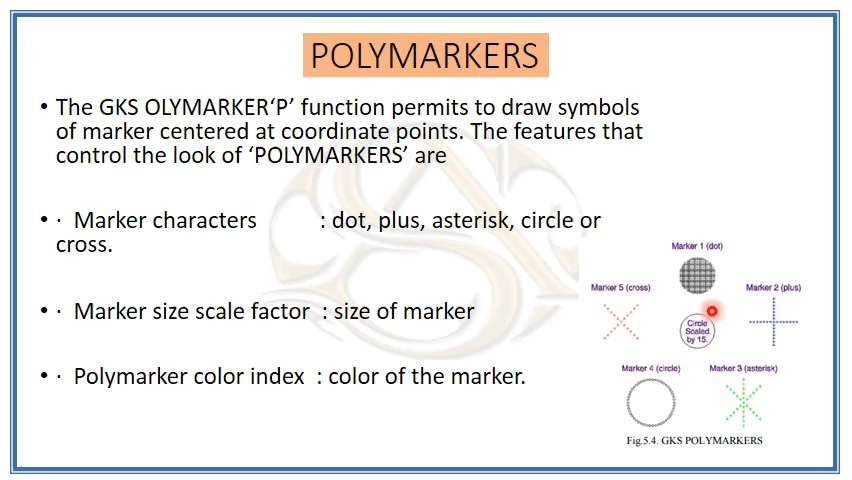 POLYMARKERS
• The GKS OLYMARKER‘P’ function permits to draw symbols
of marker centered at coordinate points. The features that
control the look of ‘POLYMARKERS’ are
• · Marker characters : dot, plus, asterisk, circle or
cross.
• · Marker size scale factor : size of marker
• · Polymarker color index : color of the marker.
Marker 1 (dot)
Marker 5 (cross)
Marker 2 (plus)
Circle
Scaled
by 15.
Marker 4 (circle)
Marker 3 (asterisk)
Fig.5.4. GKS POLYMARKERS